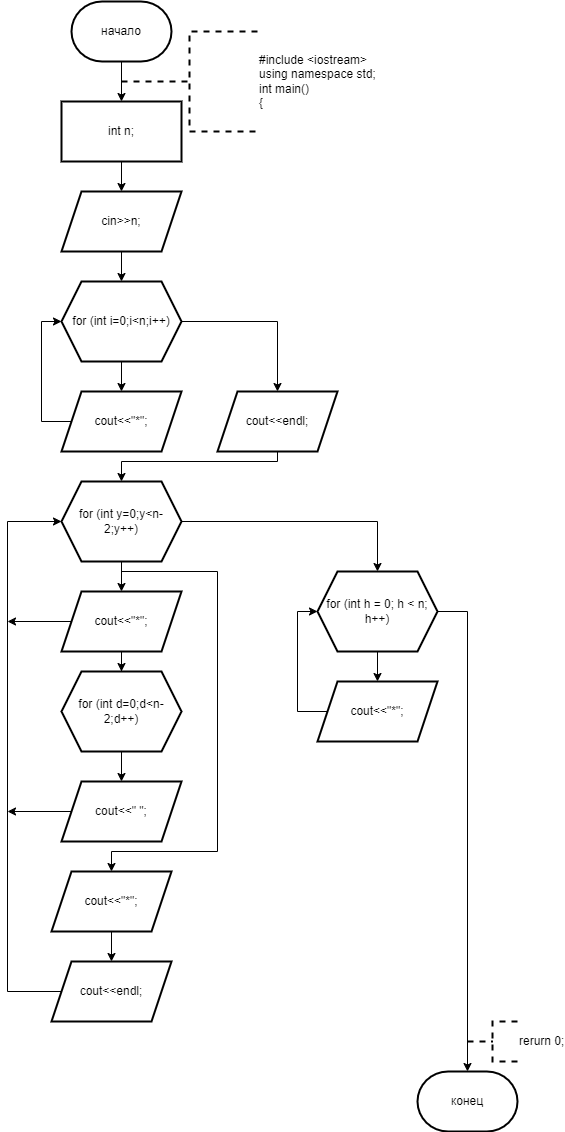 начало
#include <iostream>
using namespace std;
int main()
{
int n;
cin>>n;
for (int i=0;i<n;i++)
cout<<"*";
cout<<endl;
for (int y=0;y<n-
2;y++)
cout<<"*";
for (int d=0;d<n-
2;d++)
cout<<" ";
cout<<"*";
cout<<endl;
for (int h = 0; h < n;
h++)
cout<<"*";
rerurn 0;
конец